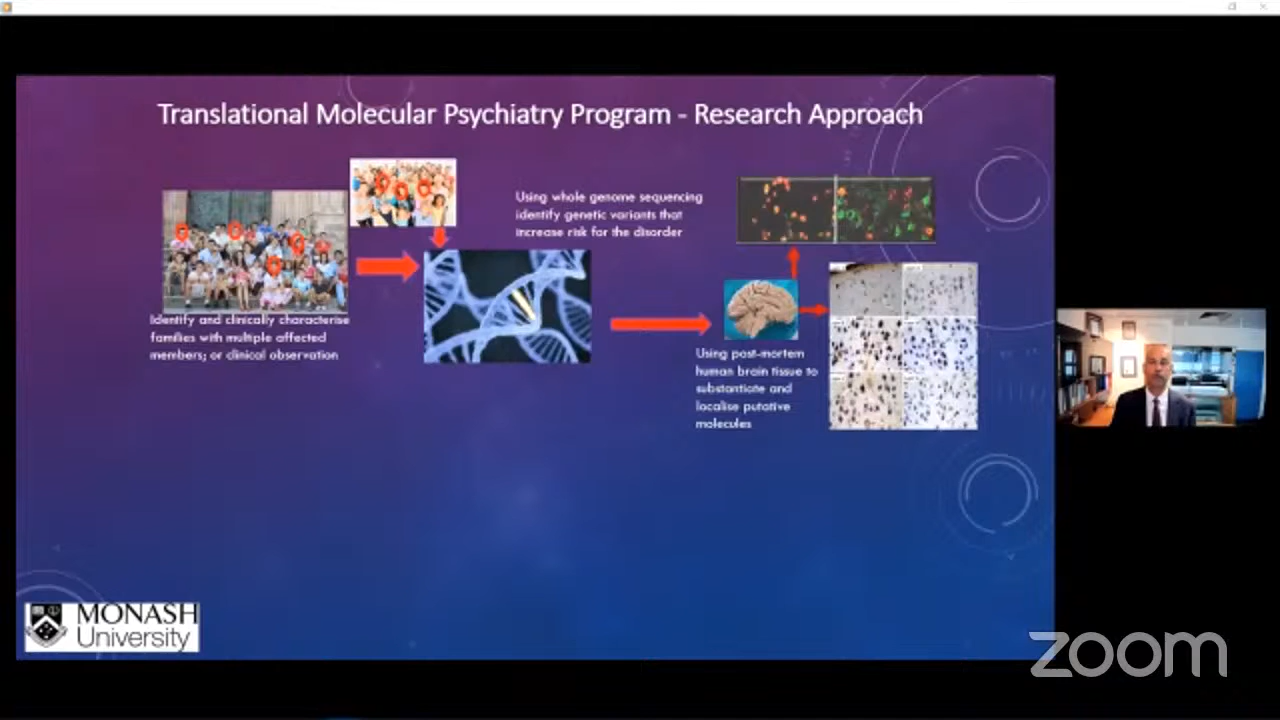 Translational Molecular Psychiatry Program - Research Approach
Using whole genome sequencing
identify genetic variants that
increase risk for the disorder
Identify and clinically characterise
families with multiple affected
members; or clinical observation
Using post-mortem
human brain tissue to
substantiate and
localise putative
molecules
MONASH
University
zoom